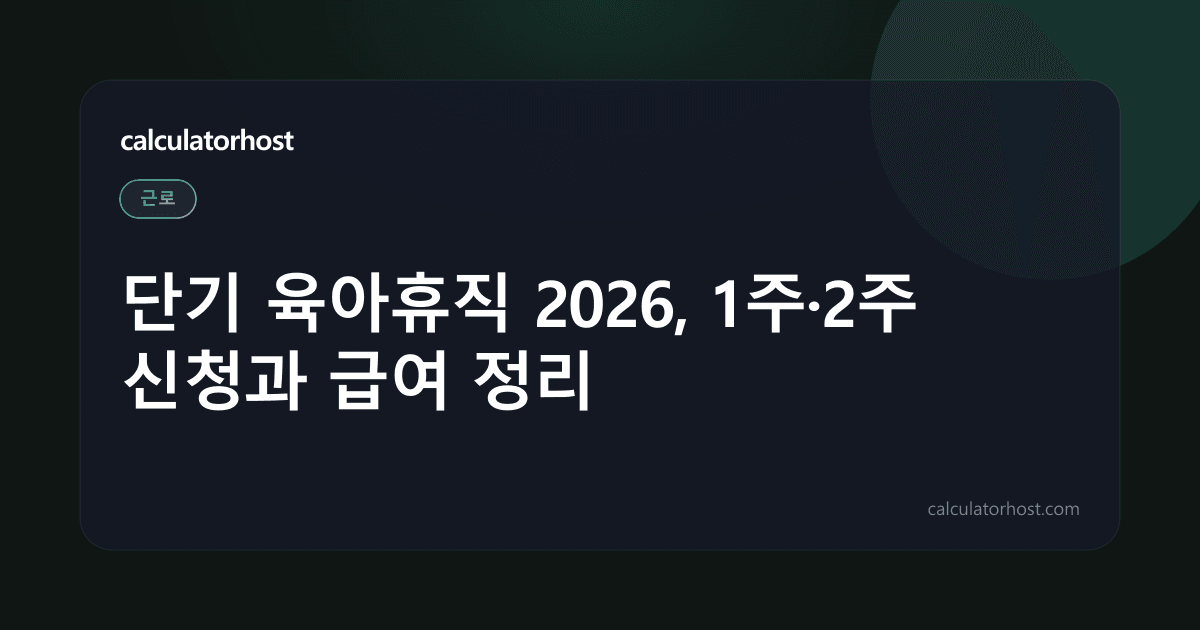 calculatorhost
근로
단기 육아휴직 2026, 1주·2주
신청과 급여 정리
calculatorhost.com